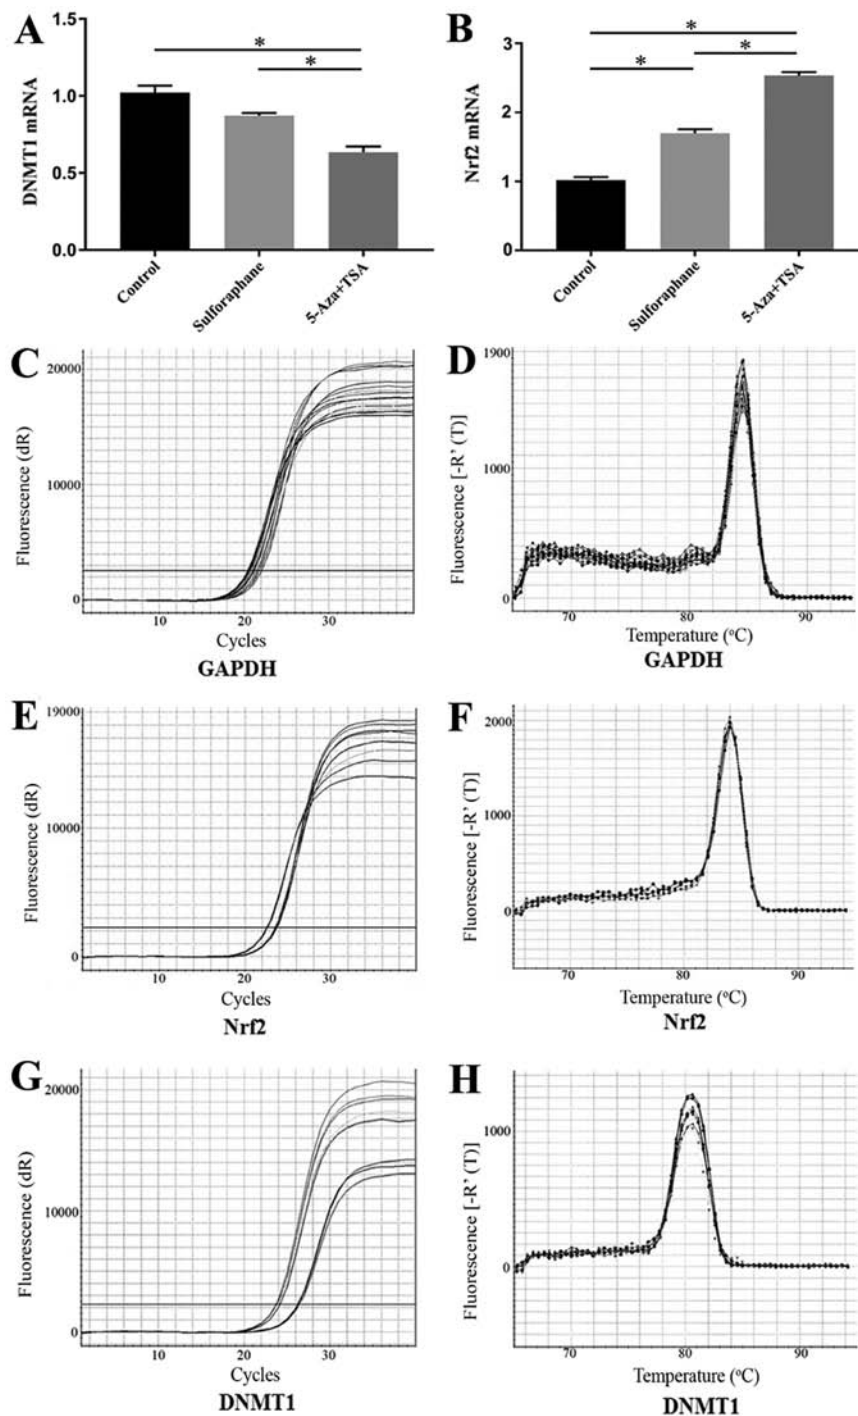 A
DNMT1 mRNA
1.5
1.0
0.5
0.0
*
*
Control
Sulforaphane
5-Aza+TSA
B
Nrf2 mRNA
3
2
1
0
*
*
*
Control
Sulforaphane
5-Aza+TSA
C
Fluorescence (dR)
20000
10000
0
10 20 30
Cycles
GAPDH
D
Fluorescence [-R' (T)]
1900
1000
0
70 80 90
Temperature (°C)
GAPDH
E
Fluorescence (dR)
19000
10000
0
10 20 30
Cycles
Nrf2
F
Fluorescence [-R' (T)]
2000
1000
0
70 80 90
Temperature (°C)
Nrf2
G
Fluorescence (dR)
20000
10000
0
10 20 30
Cycles
DNMT1
H
Fluorescence [-R' (T)]
1000
0
70 80 90
Temperature (°C)
DNMT1